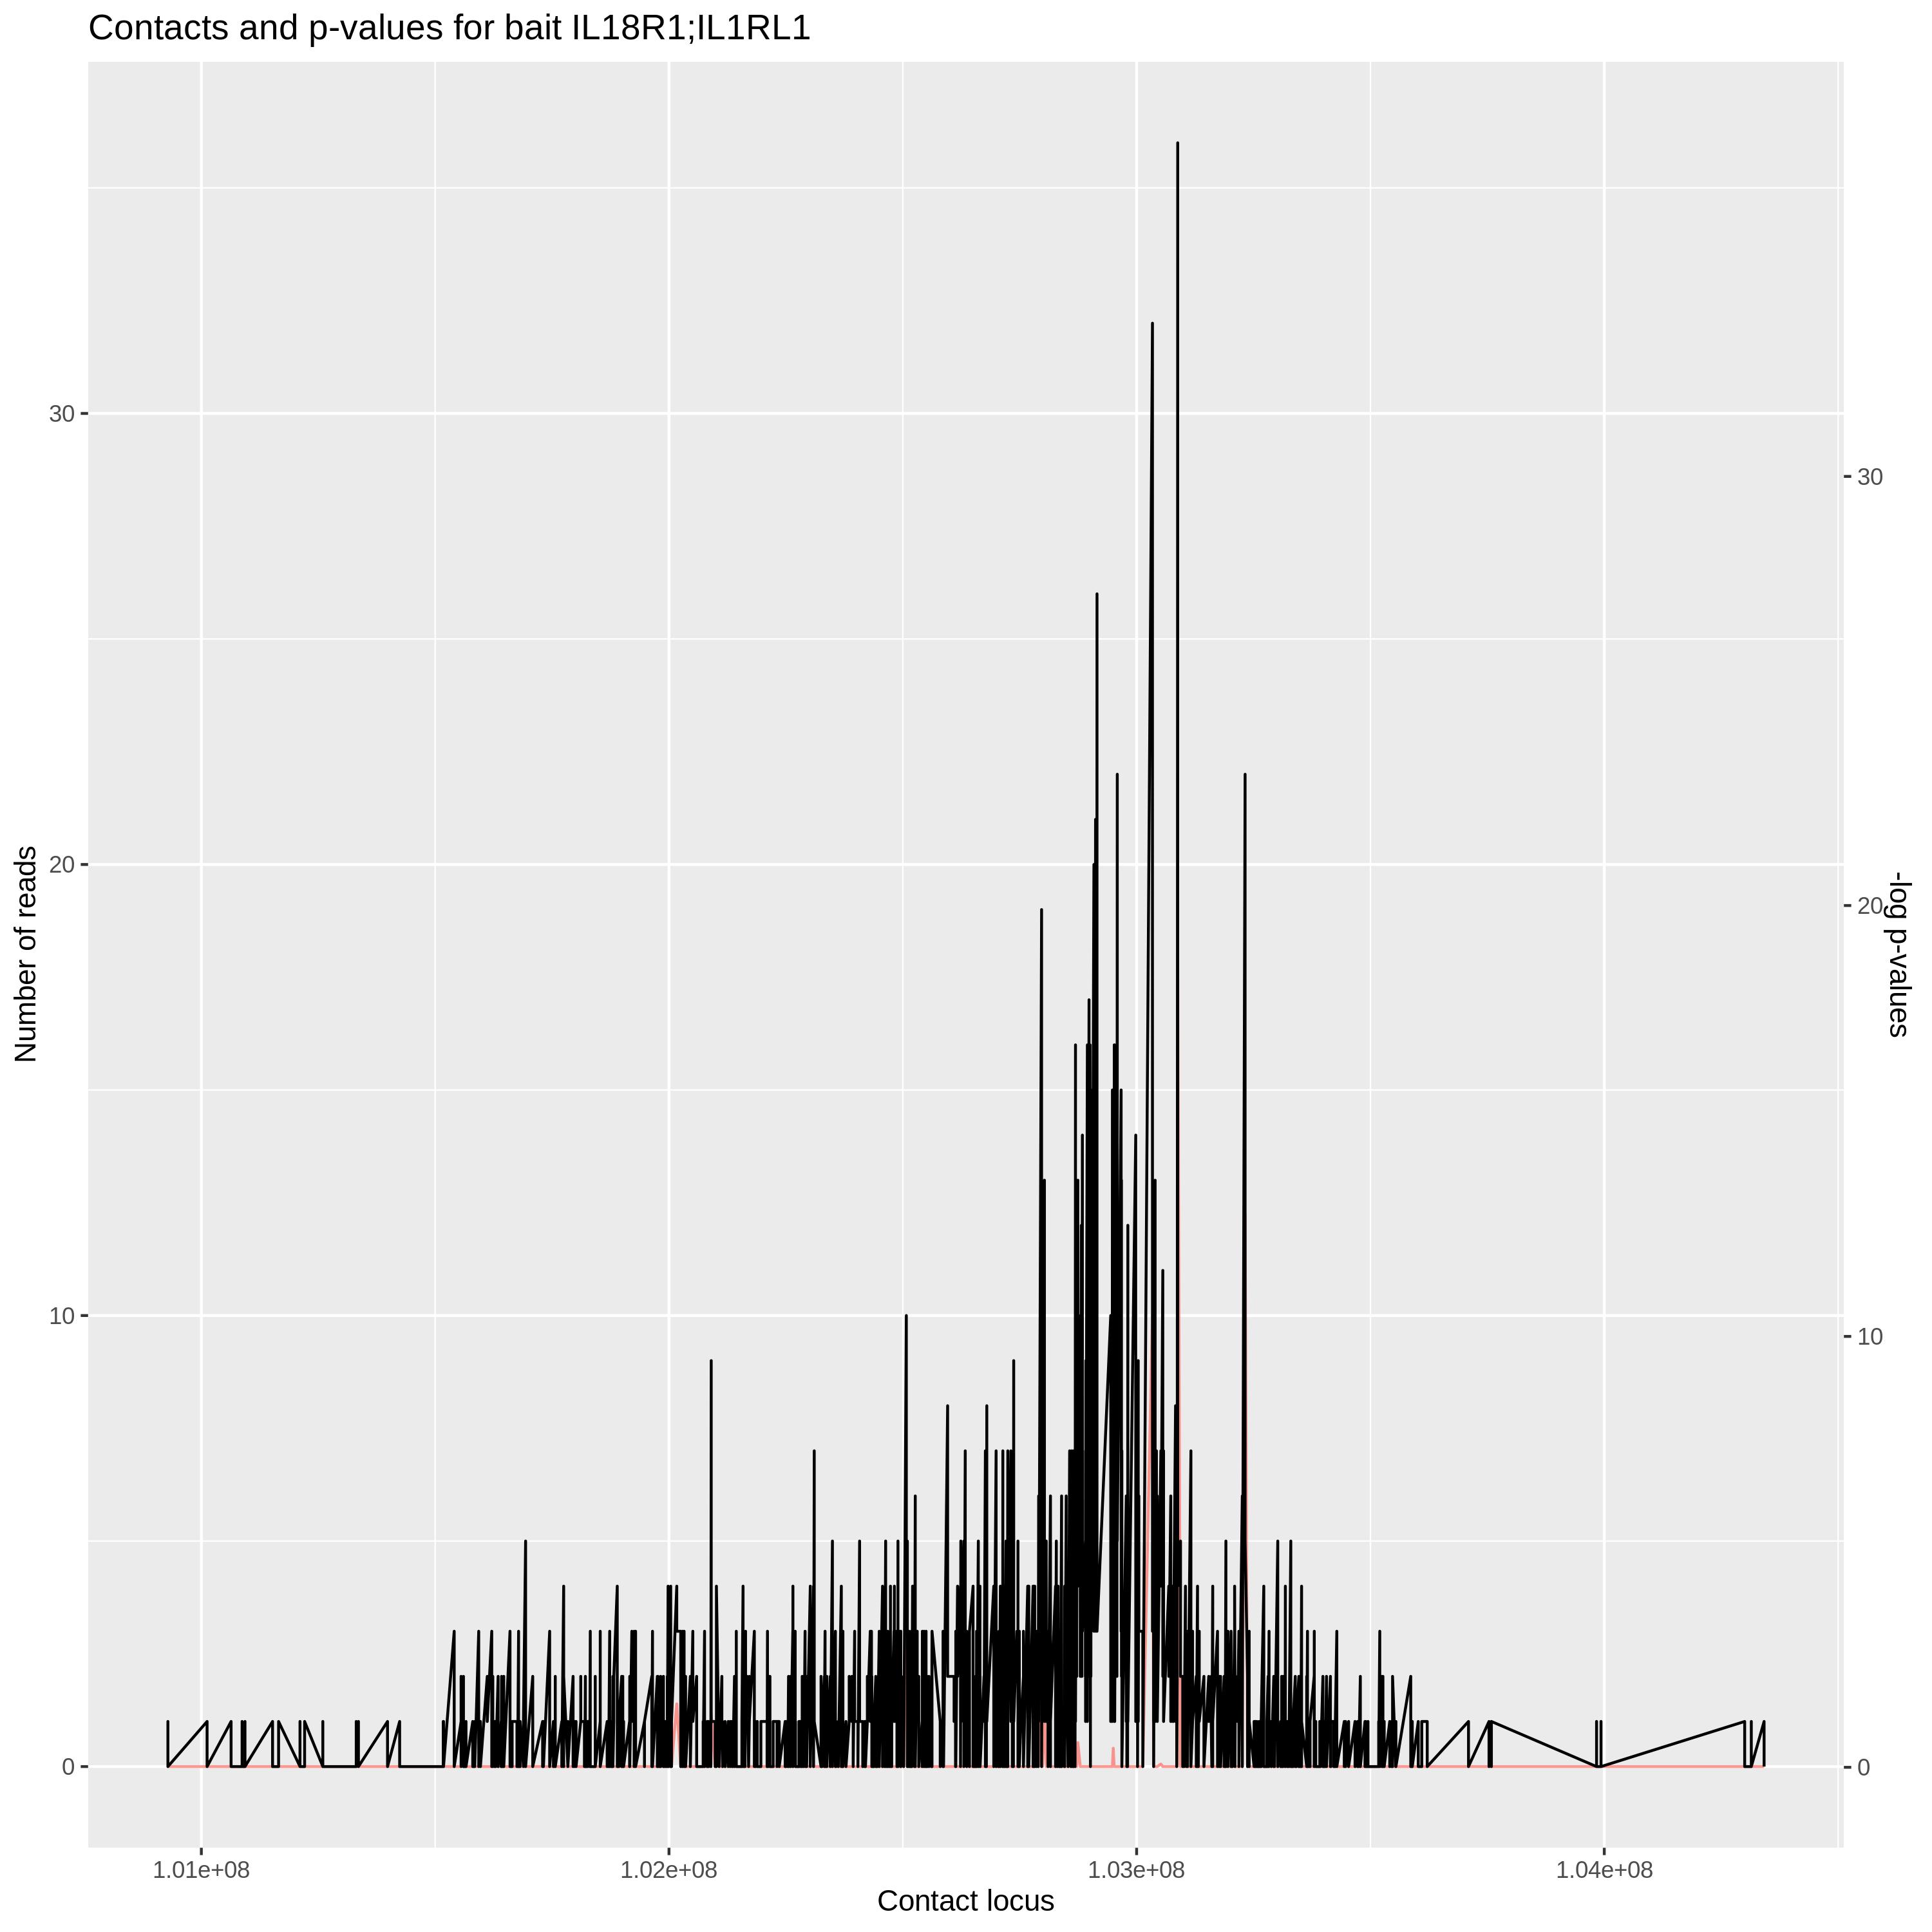 Contacts and p-values for bait IL18R1;IL1RL1
30
20
10
0
Number of reads
30
20
10
0
-log p-values
1.01e+08 1.02e+08 1.03e+08 1.04e+08
Contact locus